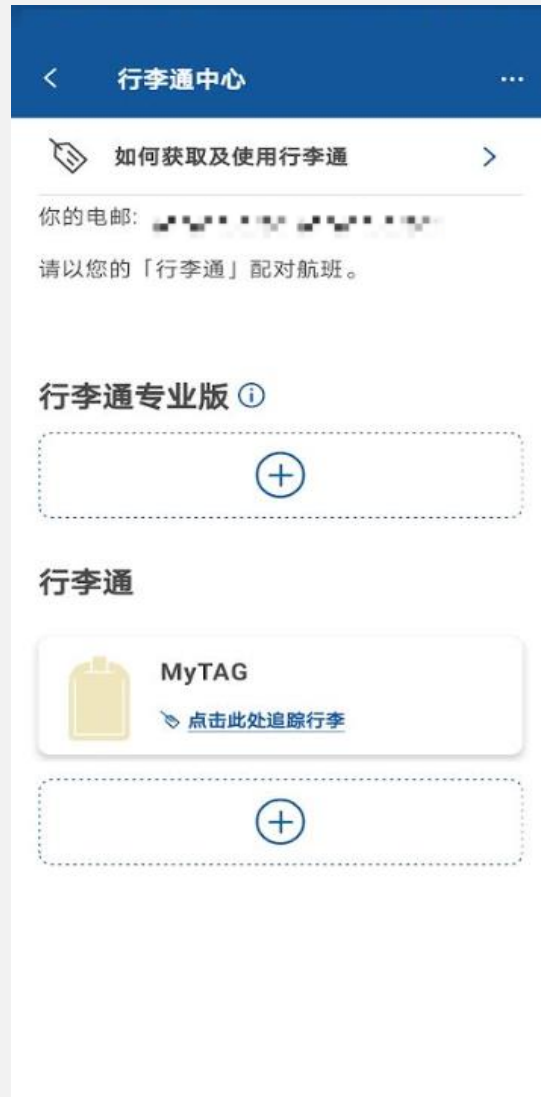 行李通中心
如何获取及使用行李通
你的电邮:
请以您的「行李通」配对航班。
行李通专业版
行李通
MyTAG
点击此处追踪行李